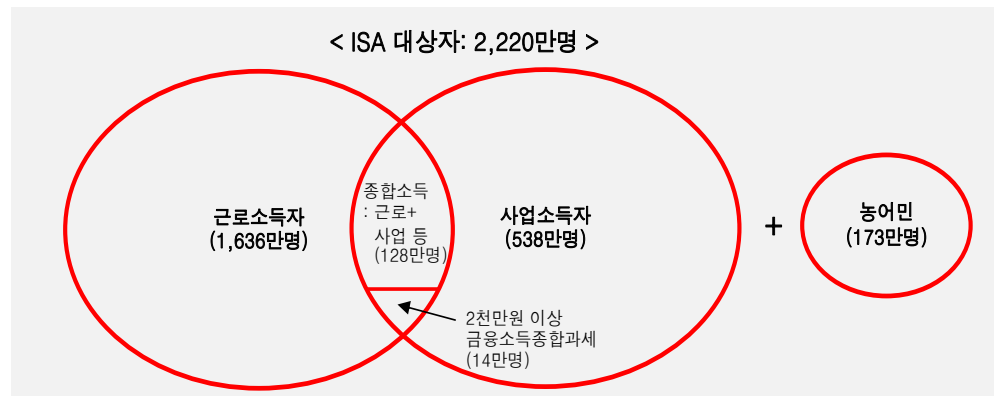 < ISA 대상자: 2,220만명 >
근로소득자
(1,636만명)
종합소득
: 근로+
사업 등
(128만명)
사업소득자
(538만명)
+
농어민
(173만명)
2천만원 이상
금융소득종합과세
(14만명)